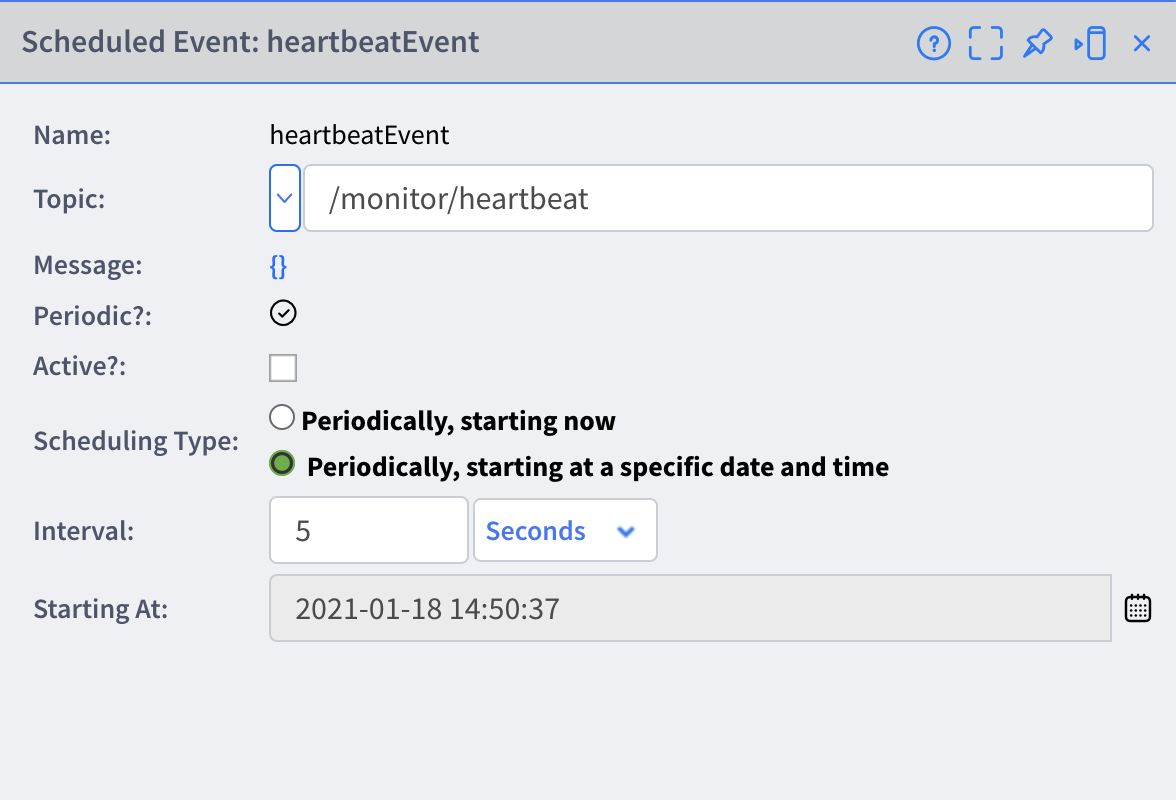 Scheduled Event: heartbeatEvent
Name: heartbeatEvent
Topic: /monitor/heartbeat
Message: {}
Periodic?:
Active?:
Scheduling Type:
Periodically, starting now
Periodically, starting at a specific date and time
Interval: 5 Seconds
Starting At: 2021-01-18 14:50:37